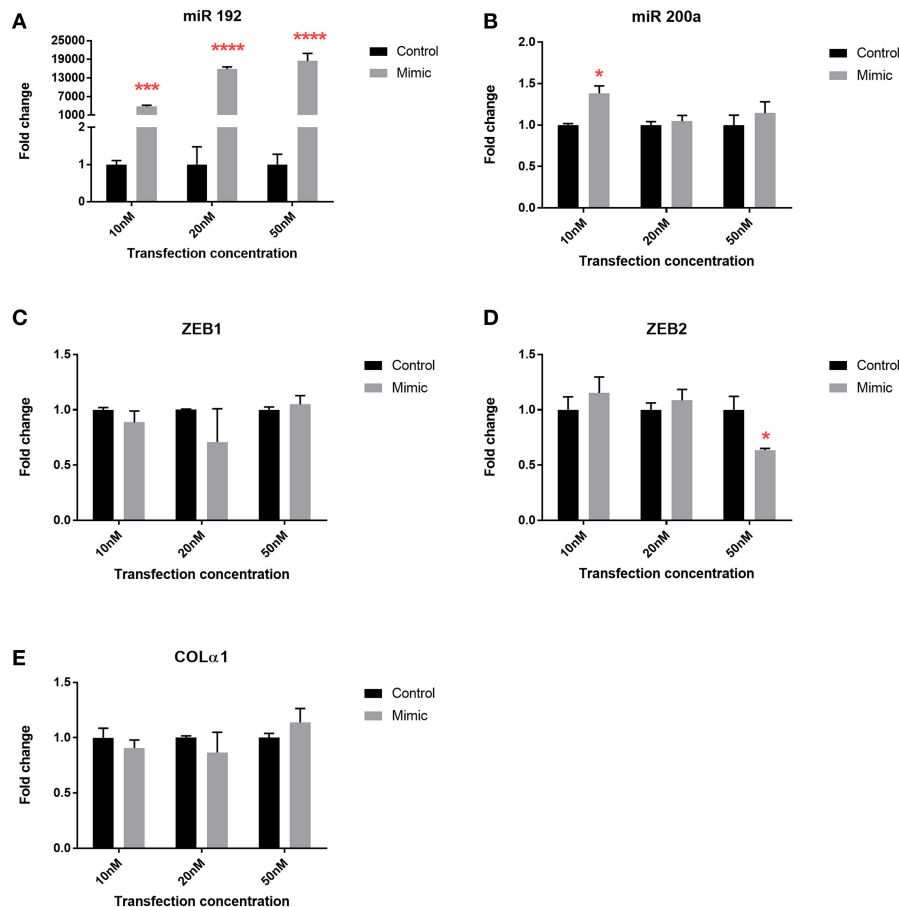 A
miR 192
25000
19000
13000
7000
1000
2
1
0
Fold change
***
****
****
10nM
20nM
50nM
Transfection concentration
Control
Mimic
B
miR 200a
2.0
1.5
1.0
0.5
0.0
Fold change
*
10nM
20nM
50nM
Transfection concentration
Control
Mimic
C
ZEB1
1.5
1.0
0.5
0.0
Fold change
10nM
20nM
50nM
Transfection concentration
Control
Mimic
D
ZEB2
1.5
1.0
0.5
0.0
Fold change
*
10nM
20nM
50nM
Transfection concentration
Control
Mimic
E
COLα1
1.5
1.0
0.5
0.0
Fold change
10nM
20nM
50nM
Transfection concentration
Control
Mimic